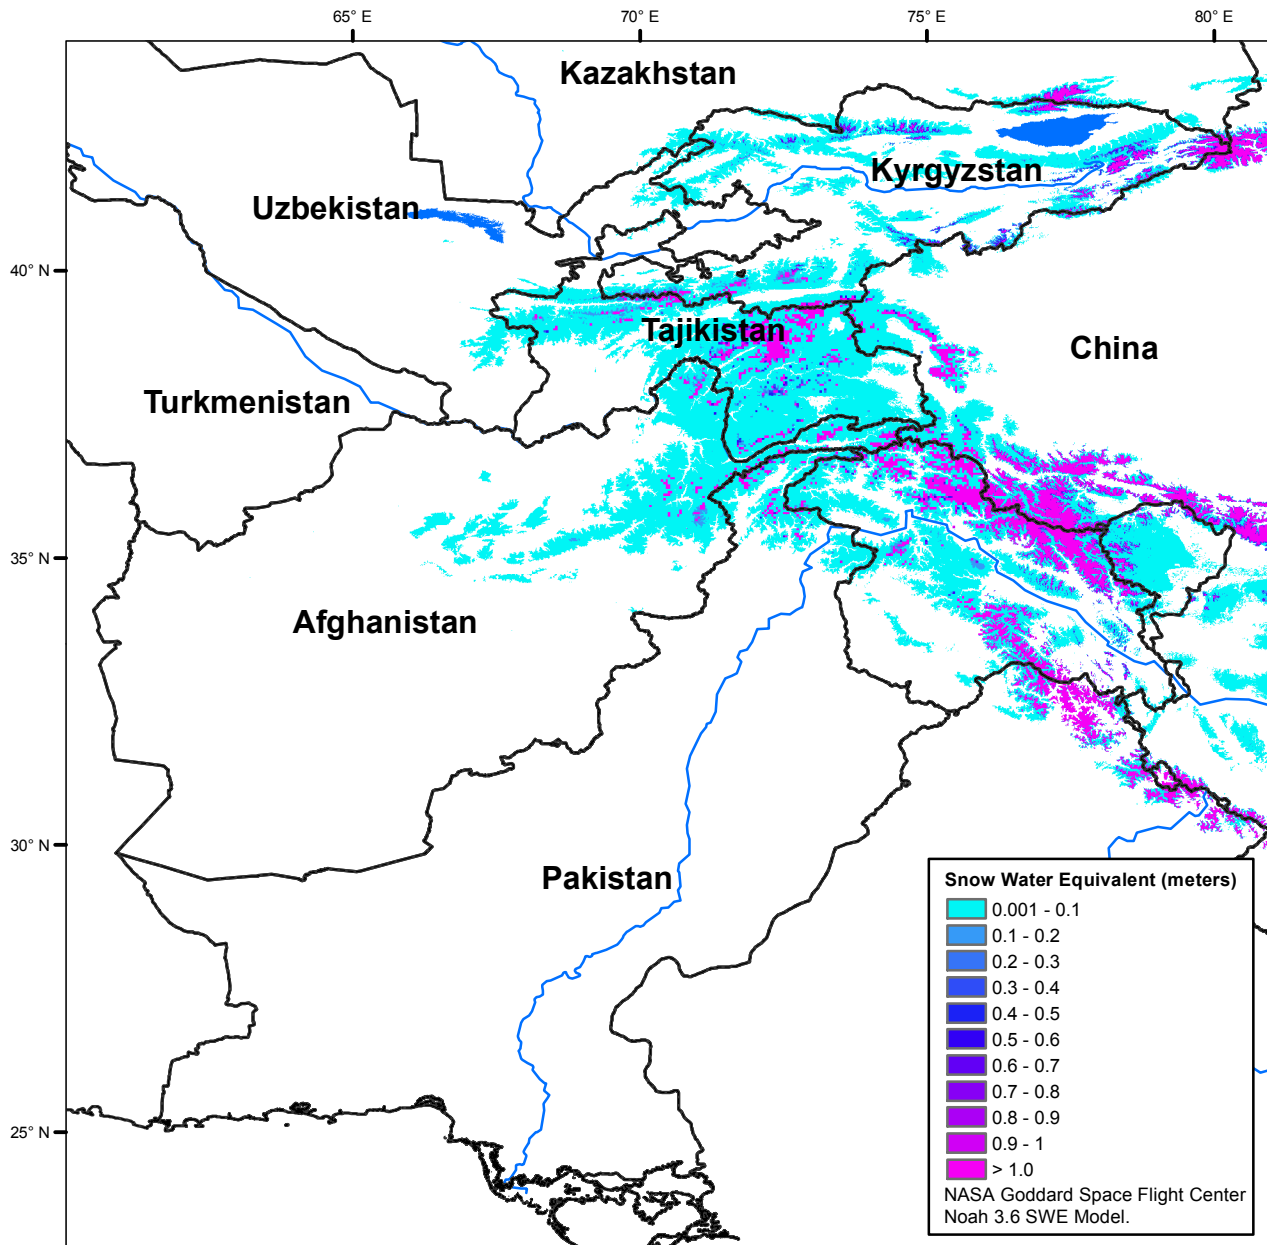 65° E
70° E
75° E
80° E
Kazakhstan
Kyrgyzstan
Uzbekistan
40° N
Tajikistan
China
Turkmenistan
35° N
Afghanistan
30° N
Pakistan
25° N
Snow Water Equivalent (meters)
0.001 - 0.1
0.1 - 0.2
0.2 - 0.3
0.3 - 0.4
0.4 - 0.5
0.5 - 0.6
0.6 - 0.7
0.7 - 0.8
0.8 - 0.9
0.9 - 1
> 1.0
NASA Goddard Space Flight Center
Noah 3.6 SWE Model.